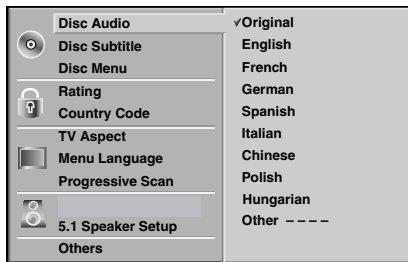 Disc Audio
Disc Subtitle
Disc Menu
Rating
Country Code
TV Aspect
Menu Language
Progressive Scan
5.1 Speaker Setup
Others
✓Original
English
French
German
Spanish
Italian
Chinese
Polish
Hungarian
Other – – – –